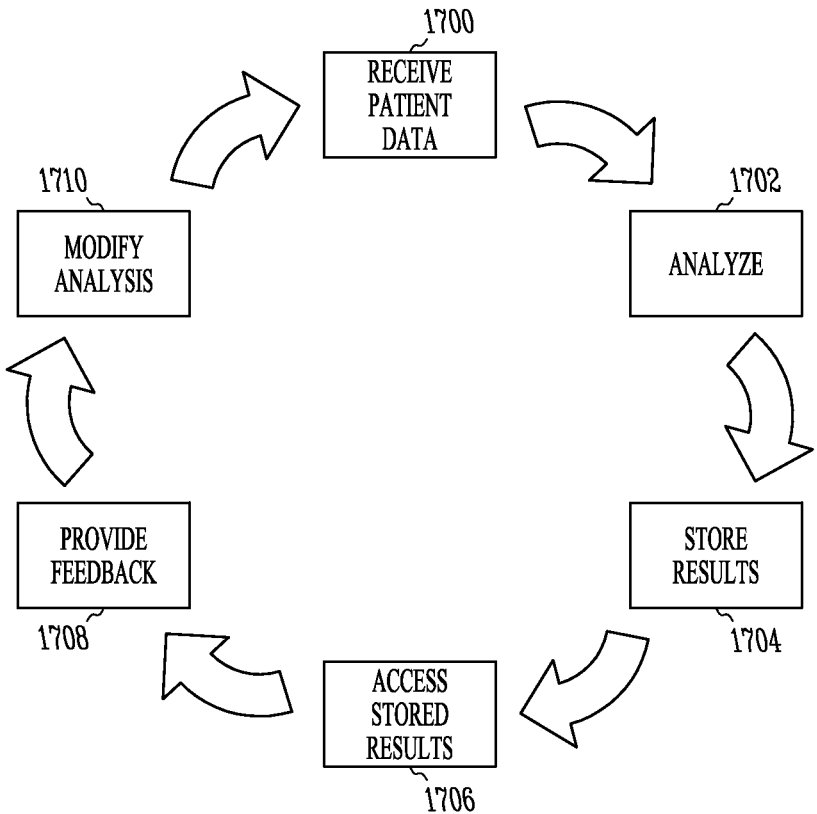 1700
RECEIVE
PATIENT
DATA
1702
ANALYZE
STORE
RESULTS
1704
ACCESS
STORED
RESULTS
1706
PROVIDE
FEEDBACK
1708
1710
MODIFY
ANALYSIS